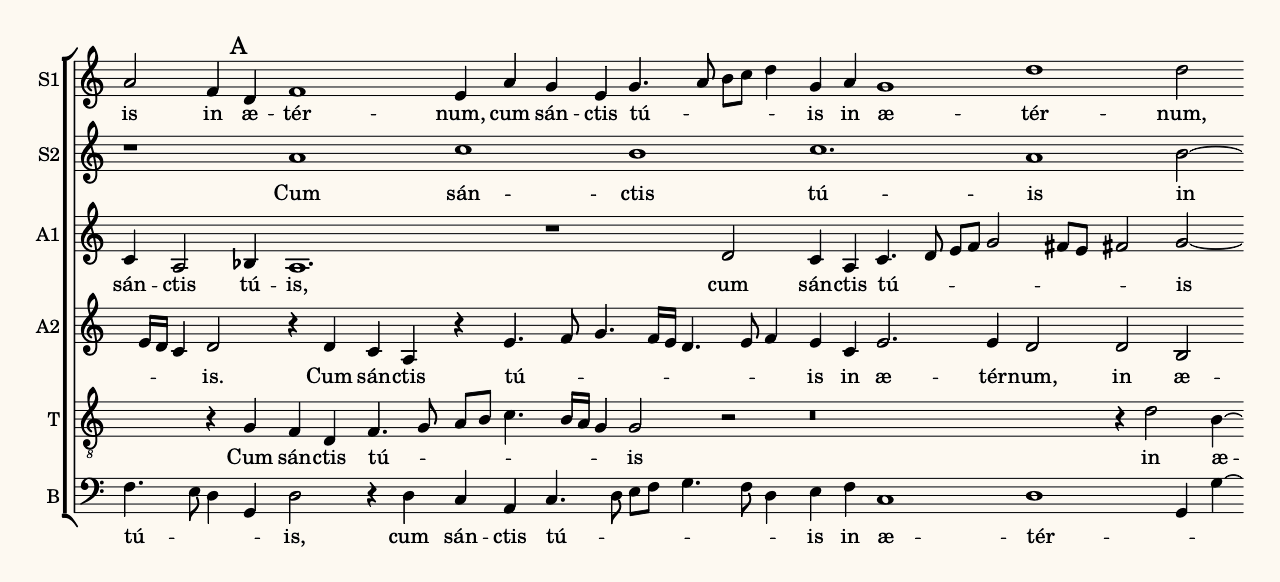 A
S1
is in æ - tér - num, cum sán - ctis tú - - - is in æ - tér - num,
S2
Cum sán - ctis tú - is in
A1
sán - ctis tú - is, cum sánctis tú - - - - is
A2
- is. Cum sánctis tú - - - - is in æ - térnum, in æ -
T
Cum sánctis tú - - - - is in æ -
8
B
tú - - is, cum sán - ctis tú - - - - is in æ - tér - -